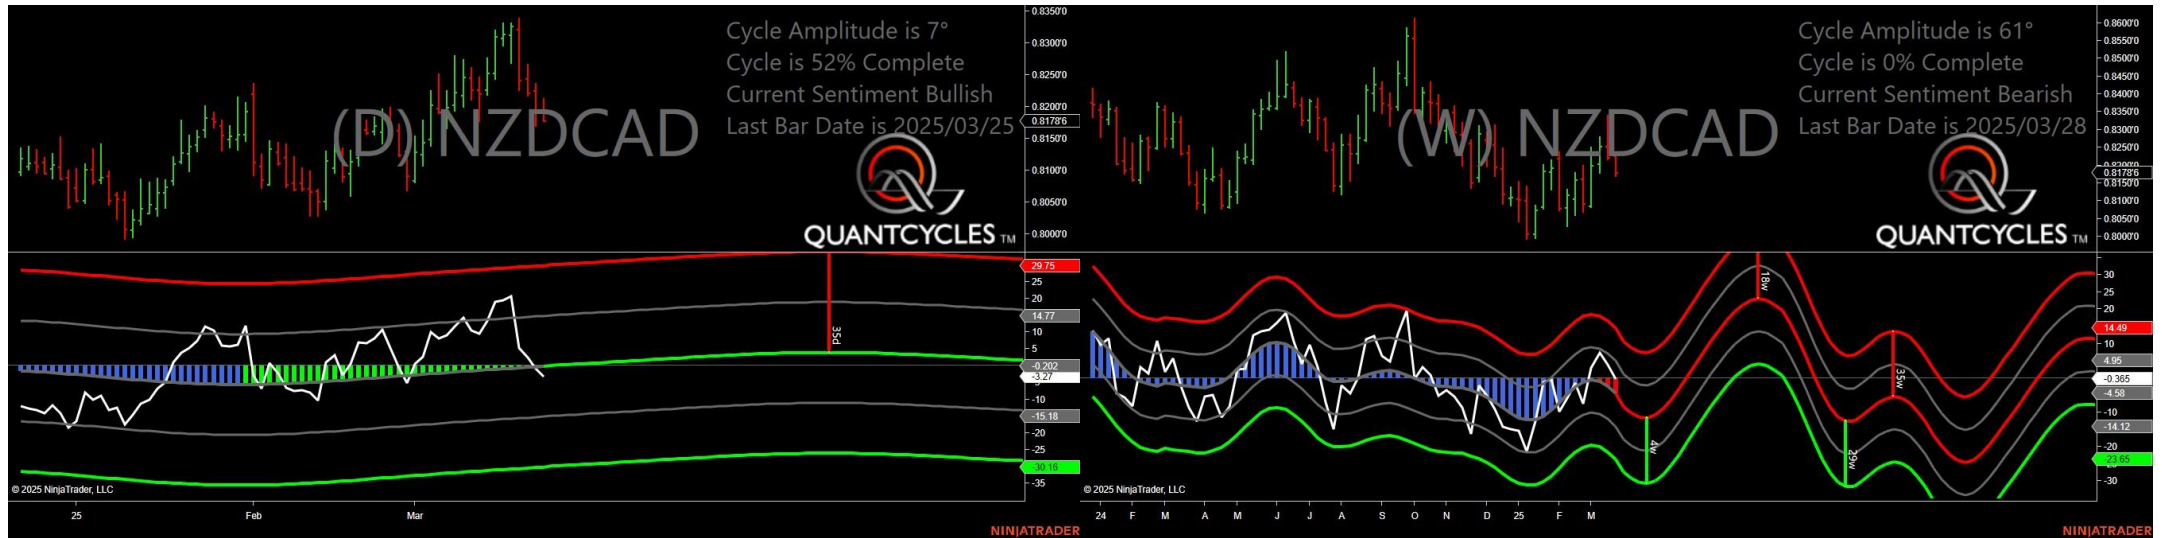 Cycle Amplitude is 7°
Cycle is 52% Complete
Current Sentiment Bullish
Last Bar Date is 2025/03/25
(D) NZDCAD
QUANTCYCLES TM
0.8350'0
0.8300'0
0.8250'0
0.8200'0
0.8178'6
0.8150'0
0.8100'0
0.8050'0
0.8000'0
29.75
25
20
14.77
10
5
-0.202
-3.27
-10
-15.18
-20
-25
-30.16
-35
35d
© 2025 NinjaTrader, LLC
25 Feb Mar
NINJATRADER
Cycle Amplitude is 61°
Cycle is 0% Complete
Current Sentiment Bearish
Last Bar Date is 2025/03/28
(W) NZDCAD
QUANTCYCLES TM
0.8600'0
0.8550'0
0.8500'0
0.8450'0
0.8400'0
0.8350'0
0.8300'0
0.8250'0
0.8200'0
0.8178'6
0.8150'0
0.8100'0
0.8050'0
0.8000'0
30
25
20
14.49
10
4.95
-0.365
-4.58
-10
-14.12
-20
-23.65
-30
4w
18w
29w
35w
© 2025 NinjaTrader, LLC
24 F M A M J J A S O N D 25 F M
NINJATRADER